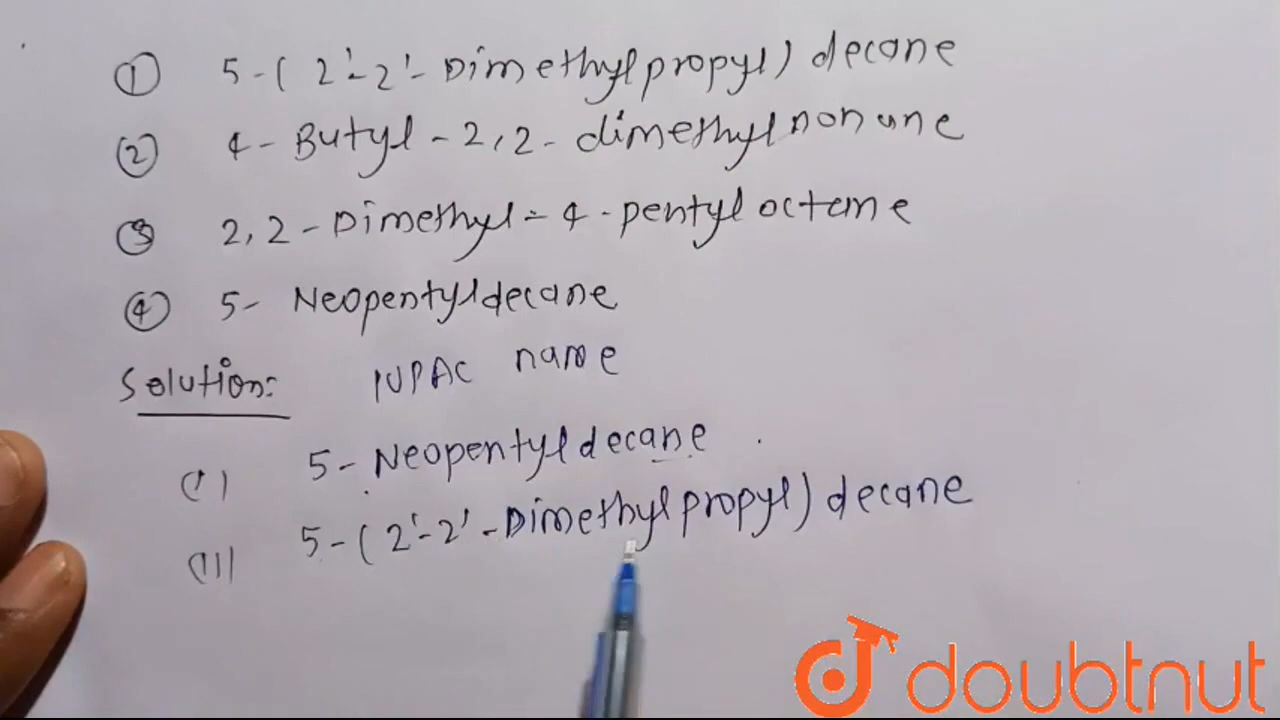 ① 5-( 2'-2'- Dimethylpropyl) decane
② 4- Butyl - 2,2- dimethylnonane
③ 2,2-Dimethyl-4-pentyloctane
④ 5- Neopentyldecane
Solution: IUPAC name
(I) 5-Neopentyldecane.
(II) 5-(2'-2'-Dimethylpropyl) decane
doubtnut